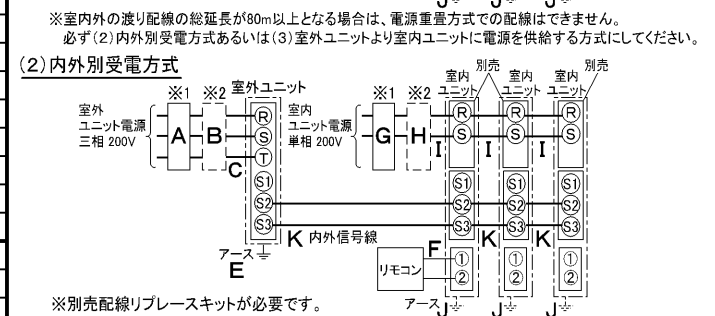 ※室内外の渡り配線の総延長が80m以上となる場合は、電源重畳方式での配線はできません。
必ず(2)内外別受電方式あるいは(3)室外ユニットより室内ユニットに電源を供給する方式にしてください。
(2)内外別受電方式
※1 ※2 室外ユニット
室外
ユニット電源
三相 200V
A B C
R
S
T
S1
S2
S3
アース
E
※1 ※2
室内
ユニット電源
単相 200V
G H
室内
ユニット
別売
室内
ユニット
室内
ユニット
別売
R R R
S S S
I I I
S1 S1 S1
S2 S2 S2
S3 S3 S3
K 内外信号線
K K
リモコン
F
① ① ①
② ② ②
アース J J J
※別売配線リプレースキットが必要です。